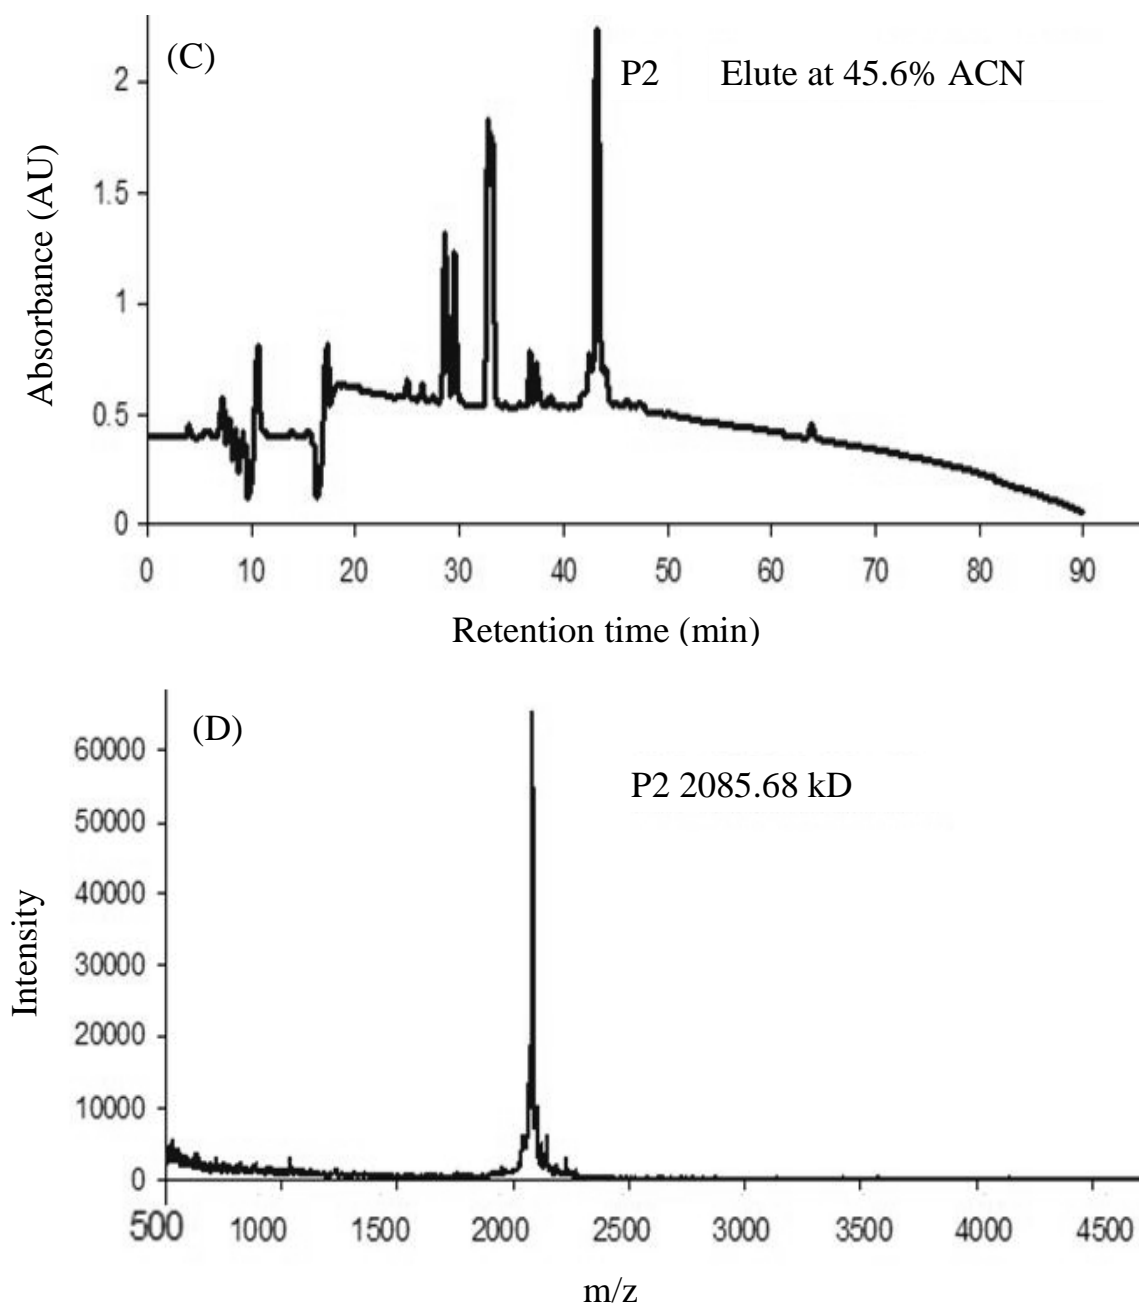 (C)
P2 Elute at 45.6% ACN
Absorbance (AU)
2
1.5
1
0.5
0
0 10 20 30 40 50 60 70 80 90
Retention time (min)
(D)
P2 2085.68 kD
Intensity
60000
50000
40000
30000
20000
10000
0
500 1000 1500 2000 2500 3000 3500 4000 4500
m/z